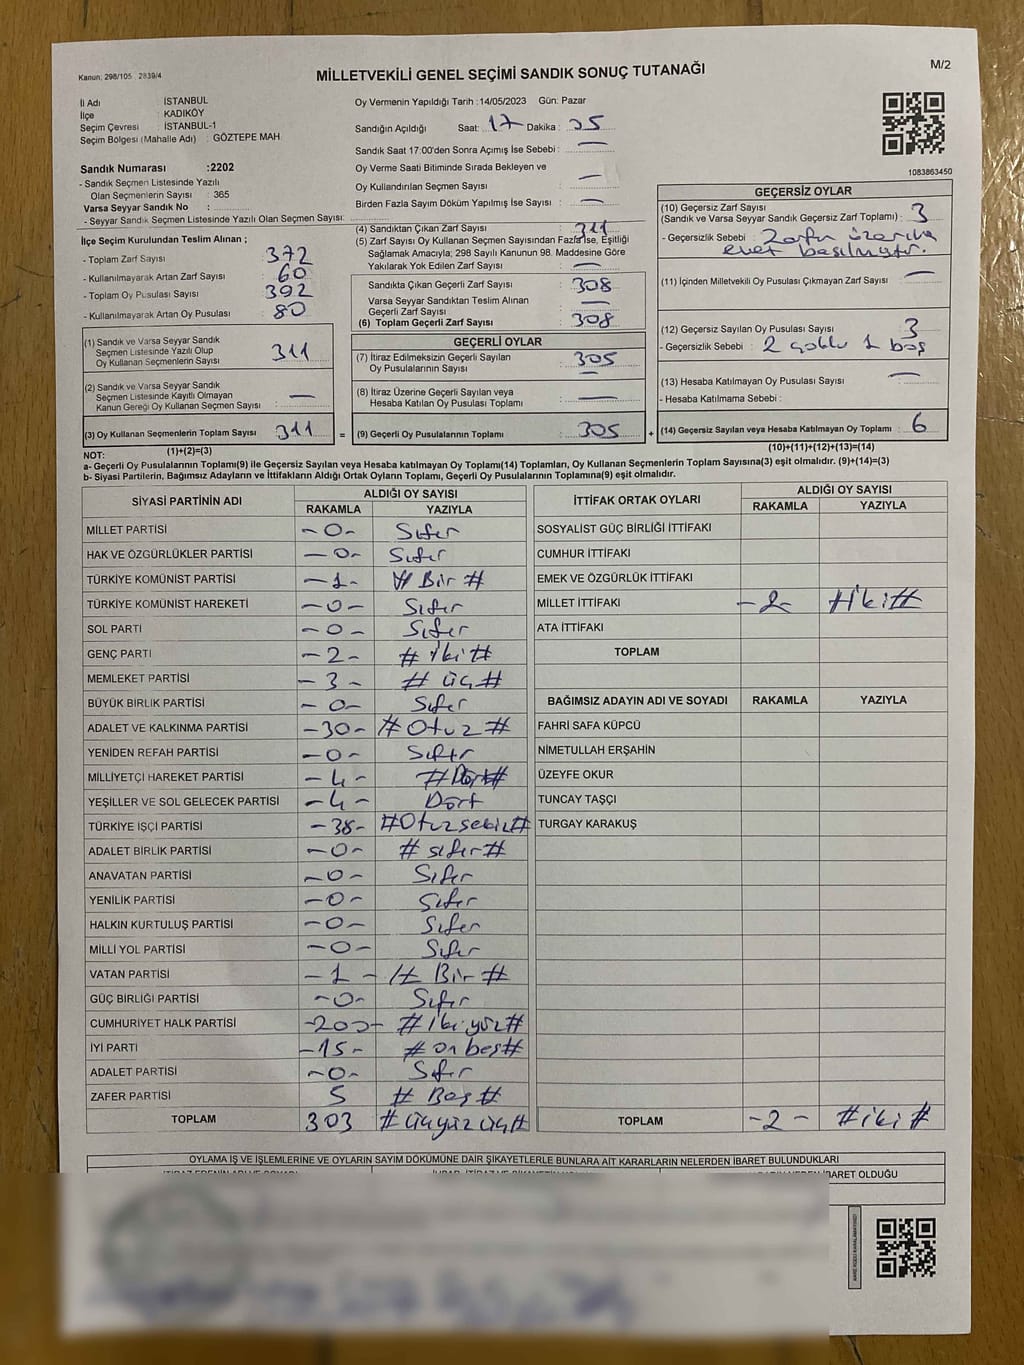 Kanun: 298/105 2839/4
MİLLETVEKİLİ GENEL SEÇİMİ SANDIK SONUÇ TUTANAĞI
M/2
İl Adı : İSTANBUL
İlçe : KADIKÖY
Seçim Çevresi : İSTANBUL-1
Seçim Bölgesi (Mahalle Adı) : GÖZTEPE MAH
Sandık Numarası :2202
- Sandık Seçmen Listesinde Yazılı
Olan Seçmenlerin Sayısı : 365
Varsa Seyyar Sandık No :
- Seyyar Sandık Seçmen Listesinde Yazılı Olan Seçmen Sayısı:
Oy Vermenin Yapıldığı Tarih :14/05/2023 Gün: Pazar
Sandığın Açıldığı Saat: 17 Dakika : 25
Sandık Saat 17:00'den Sonra Açımış İse Sebebi : —
Oy Verme Saati Bitiminde Sırada Bekleyen ve
Oy Kullandırılan Seçmen Sayısı : —
Birden Fazla Sayım Döküm Yapılmış İse Sayısı : —
1083863450
İlçe Seçim Kurulundan Teslim Alınan ;
- Toplam Zarf Sayısı : 372
- Kullanılmayarak Artan Zarf Sayısı : 60
- Toplam Oy Pusulası Sayısı : 392
- Kullanılmayarak Artan Oy Pusulası : 80
(1) Sandık ve Varsa Seyyar Sandık
Seçmen Listesinde Yazılı Olup
Oy Kullanan Seçmenlerin Sayısı : 311
(2) Sandık ve Varsa Seyyar Sandık
Seçmen Listesinde Kayıtlı Olmayan
Kanun Gereği Oy Kullanan Seçmen Sayısı : —
(3) Oy Kullanan Seçmenlerin Toplam Sayısı : 311
(1)+(2)=(3)
(4) Sandıktan Çıkan Zarf Sayısı : 311
(5) Zarf Sayısı Oy Kullanan Seçmen Sayısından Fazla İse, Eşitliği
Sağlamak Amacıyla; 298 Sayılı Kanunun 98. Maddesine Göre
Yakılarak Yok Edilen Zarf Sayısı : —
Sandıkta Çıkan Geçerli Zarf Sayısı : 308
Varsa Seyyar Sandıktan Teslim Alınan
Geçerli Zarf Sayısı : —
(6) Toplam Geçerli Zarf Sayısı : 308
GEÇERLİ OYLAR
(7) İtiraz Edilmeksizin Geçerli Sayılan
Oy Pusulalarının Sayısı : 305
(8) İtiraz Üzerine Geçerli Sayılan veya
Hesaba Katılan Oy Pusulası Toplamı : —
= (9) Geçerli Oy Pusulalarının Toplamı : 305 +
GEÇERSİZ OYLAR
(10) Geçersiz Zarf Sayısı
(Sandık ve Varsa Seyyar Sandık Geçersiz Zarf Toplamı) : 3
- Geçersizlik Sebebi : Zarfın üzerine
evet basılmıştır.
(11) İçinden Milletvekili Oy Pusulası Çıkmayan Zarf Sayısı : —
(12) Geçersiz Sayılan Oy Pusulası Sayısı : 3
- Geçersizlik Sebebi : 2 çoklu 1 boş
(13) Hesaba Katılmayan Oy Pusulası Sayısı : —
- Hesaba Katılmama Sebebi :
(14) Geçersiz Sayılan veya Hesaba Katılmayan Oy Toplamı : 6
(10)+(11)+(12)+(13)=(14)
NOT:
a- Geçerli Oy Pusulasının Toplamı(9) ile Geçersiz Sayılan veya Hesaba katılmayan Oy Toplamı(14) Toplamları, Oy Kullanan Seçmenlerin Toplam Sayısına(3) eşit olmalıdır. (9)+(14)=(3)
b- Siyasi Partilerin, Bağımsız Adayların ve İttifakların Aldığı Ortak Oyların Toplamı, Geçerli Oy Pusulalarının Toplamına(9) eşit olmalıdır.
SİYASİ PARTİNİN ADI ALDIĞI OY SAYISI
RAKAMLA YAZIYLA
MİLLET PARTİSİ -0- Sıfır
HAK VE ÖZGÜRLÜKLER PARTİSİ -0- Sıfır
TÜRKİYE KOMÜNİST PARTİSİ -1- # Bir #
TÜRKİYE KOMÜNİST HAREKETİ -0- Sıfır
SOL PARTİ -0- Sıfır
GENÇ PARTİ -2- # iki #
MEMLEKET PARTİSİ -3- # üç #
BÜYÜK BİRLİK PARTİSİ -0- Sıfır
ADALET VE KALKINMA PARTİSİ -30- # Otuz #
YENİDEN REFAH PARTİSİ -0- Sıfır
MİLLİYETÇİ HAREKET PARTİSİ -4- # Dört #
YEŞİLLER VE SOL GELECEK PARTİSİ -4- Dört
TÜRKİYE İŞÇİ PARTİSİ -38- # Otuzsekiz #
ADALET BİRLİK PARTİSİ -0- # sıfır #
ANAVATAN PARTİSİ -0- Sıfır
YENİLİK PARTİSİ -0- Sıfır
HALKIN KURTULUŞ PARTİSİ -0- Sıfır
MİLLİ YOL PARTİSİ -0- Sıfır
VATAN PARTİSİ -1- # Bir #
GÜÇ BİRLİĞİ PARTİSİ -0- Sıfır
CUMHURİYET HALK PARTİSİ -200- # ikiyüz #
İYİ PARTİ -15- # on beş #
ADALET PARTİSİ -0- Sıfır
ZAFER PARTİSİ 5 # Beş #
TOPLAM 303 # üçyüz üç #
İTTİFAK ORTAK OYLARI ALDIĞI OY SAYISI
RAKAMLA YAZIYLA
SOSYALİST GÜÇ BİRLİĞİ İTTİFAKI
CUMHUR İTTİFAKI
EMEK VE ÖZGÜRLÜK İTTİFAKI
MİLLET İTTİFAKI -2- # iki #
ATA İTTİFAKI
TOPLAM
BAĞIMSIZ ADAYIN ADI VE SOYADI RAKAMLA YAZIYLA
FAHRİ SAFA KÜPCÜ
NİMETULLAH ERŞAHİN
ÜZEYFE OKUR
TUNCAY TAŞÇI
TURGAY KARAKUŞ
TOPLAM -2- # iki #
OYLAMA İŞ VE İŞLEMLERİNE VE OYLARIN SAYIM DÖKÜMÜNE DAİR ŞİKAYETLERLE BUNLARA AİT KARARLARIN NELERDEN İBARET BULUNDUKLARI
İBARET OLDUĞU